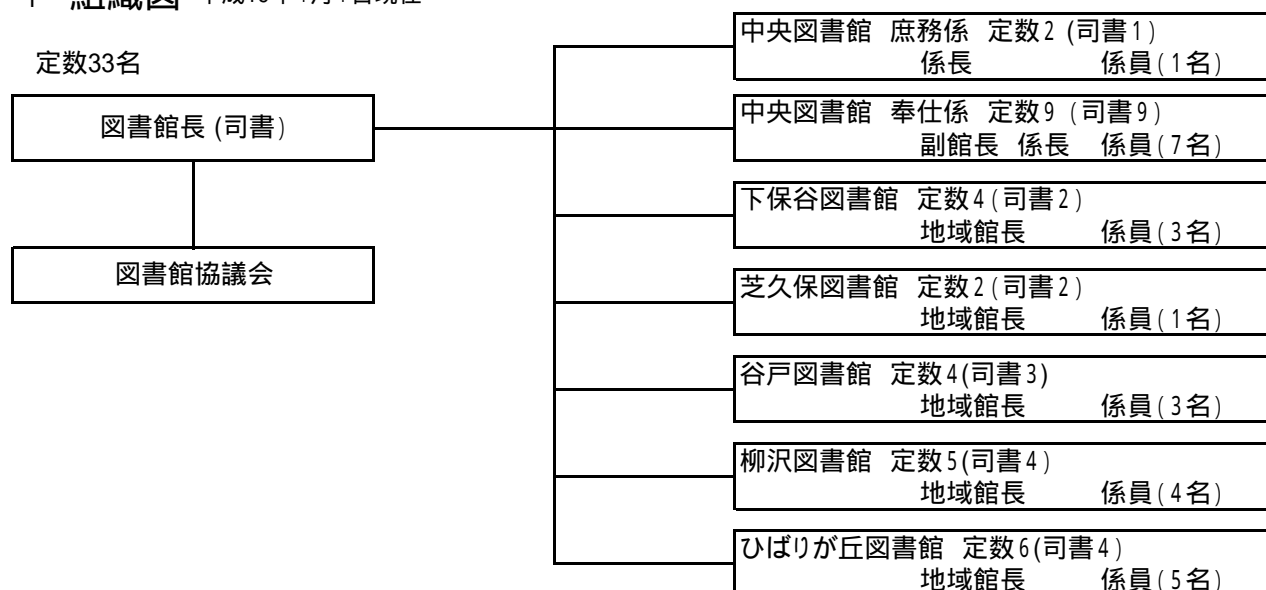 組織図
定数33名
図書館長 (司書)
図書館協議会
中央図書館 庶務係 定数2 (司書1)
係長 係員(1名)
中央図書館 奉仕係 定数9 (司書9)
副館長 係長 係員(7名)
下保谷図書館 定数4(司書2)
地域館長 係員(3名)
芝久保図書館 定数2(司書2)
地域館長 係員(1名)
谷戸図書館 定数4(司書3)
地域館長 係員(3名)
柳沢図書館 定数5(司書4)
地域館長 係員(4名)
ひばりが丘図書館 定数6(司書4)
地域館長 係員(5名)